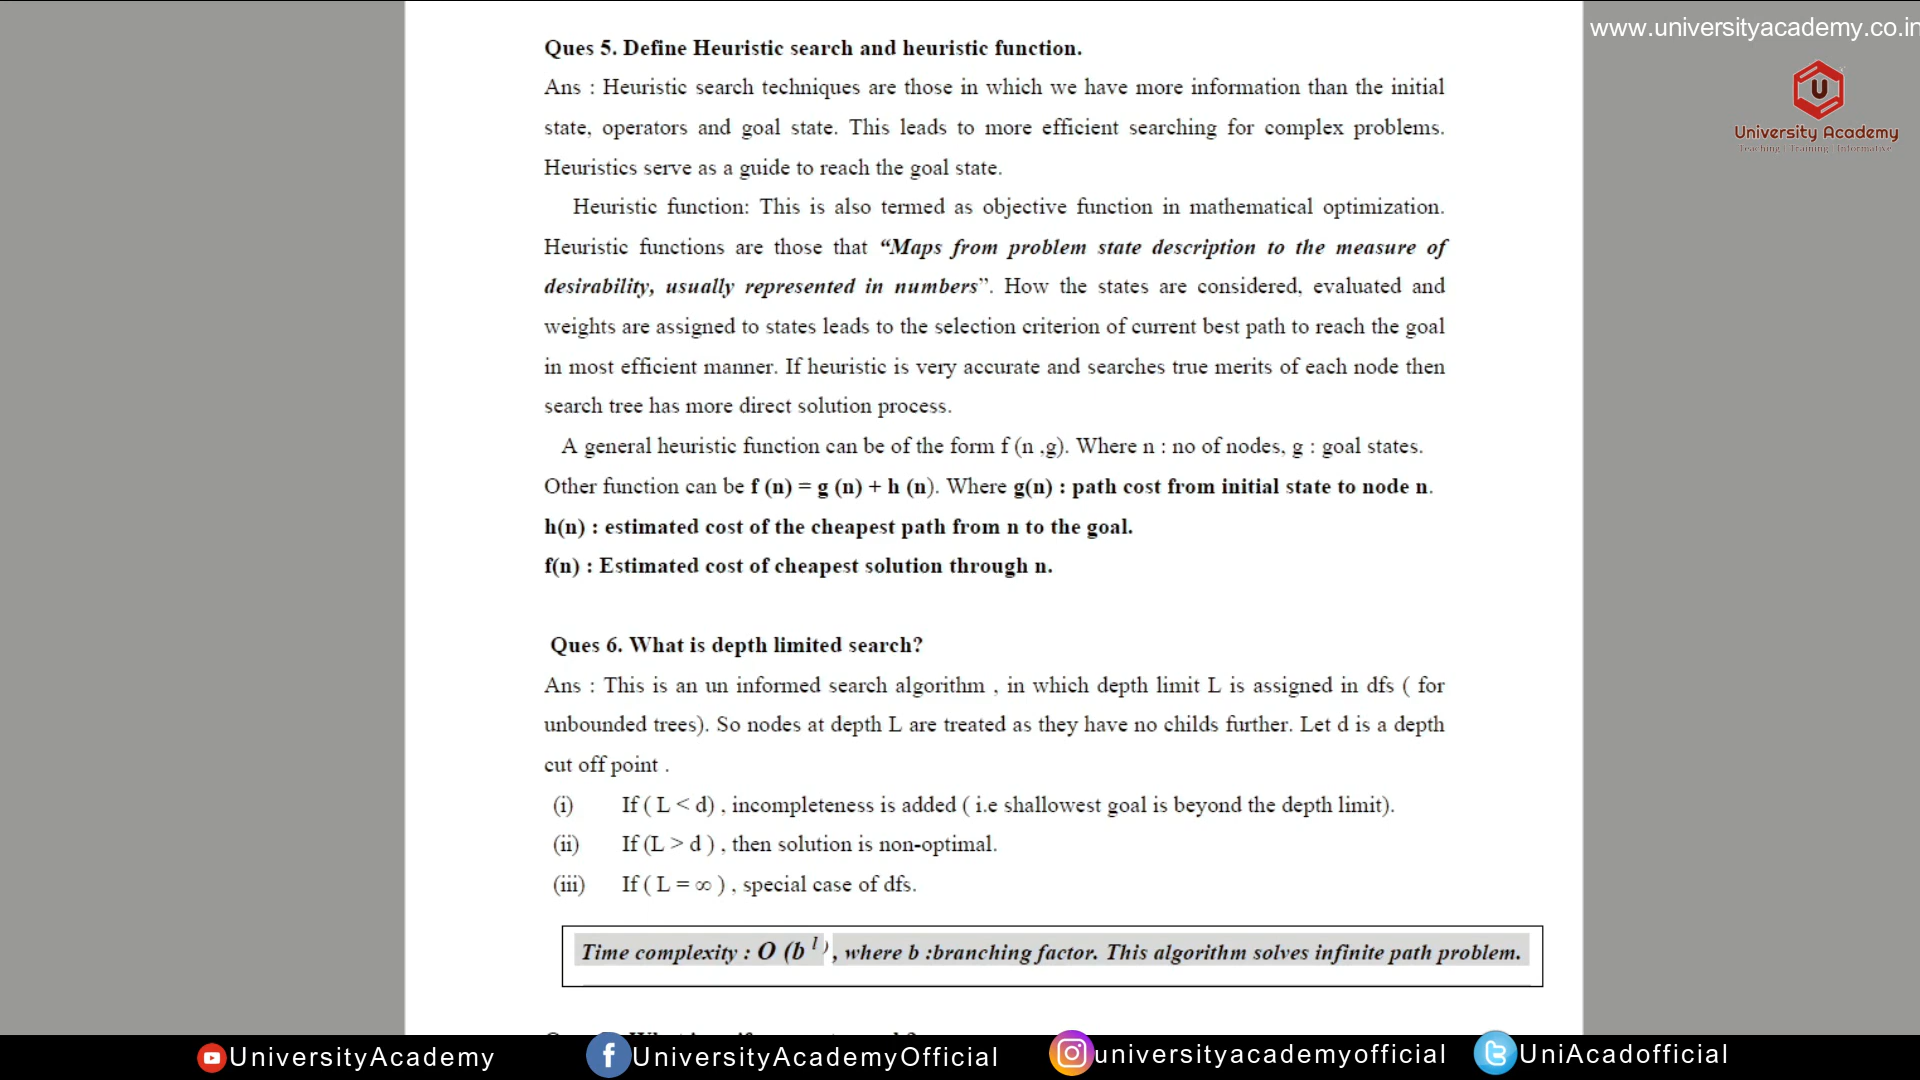 www.universityacademy.co.in
U
University Academy
Teaching | Training | Informative
Ques 5. Define Heuristic search and heuristic function.
Ans : Heuristic search techniques are those in which we have more information than the initial
state, operators and goal state. This leads to more efficient searching for complex problems.
Heuristics serve as a guide to reach the goal state.
Heuristic function: This is also termed as objective function in mathematical optimization.
Heuristic functions are those that “Maps from problem state description to the measure of
desirability, usually represented in numbers”. How the states are considered, evaluated and
weights are assigned to states leads to the selection criterion of current best path to reach the goal
in most efficient manner. If heuristic is very accurate and searches true merits of each node then
search tree has more direct solution process.
A general heuristic function can be of the form f (n ,g). Where n : no of nodes, g : goal states.
Other function can be f (n) = g (n) + h (n). Where g(n) : path cost from initial state to node n.
h(n) : estimated cost of the cheapest path from n to the goal.
f(n) : Estimated cost of cheapest solution through n.
Ques 6. What is depth limited search?
Ans : This is an un informed search algorithm , in which depth limit L is assigned in dfs ( for
unbounded trees). So nodes at depth L are treated as they have no childs further. Let d is a depth
cut off point .
(i) If ( L < d) , incompleteness is added ( i.e shallowest goal is beyond the depth limit).
(ii) If (L > d ) , then solution is non-optimal.
(iii) If ( L = ∞ ) , special case of dfs.
Time complexity : O (b^l) , where b :branching factor. This algorithm solves infinite path problem.
UniversityAcademy
UniversityAcademyOfficial
universityacademyofficial
UniAcadofficial